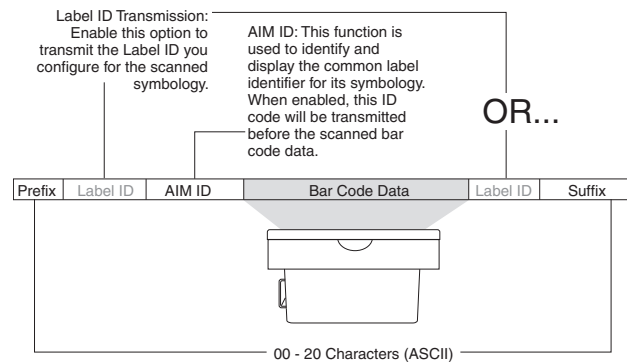 Label ID Transmission:
Enable this option to
transmit the Label ID you
configure for the scanned
symbology.
AIM ID: This function is
used to identify and
display the common label
identifier for its symbology.
When enabled, this ID
code will be transmitted
before the scanned bar
code data.
OR...
Prefix Label ID AIM ID Bar Code Data Label ID Suffix
00 - 20 Characters (ASCII)